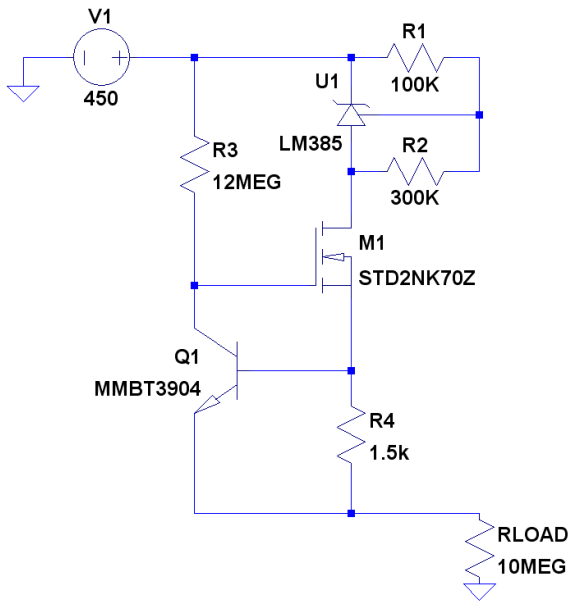 V1
450
R1
100K
U1
LM385
R2
300K
R3
12MEG
M1
STD2NK70Z
Q1
MMBT3904
R4
1.5k
RLOAD
10MEG